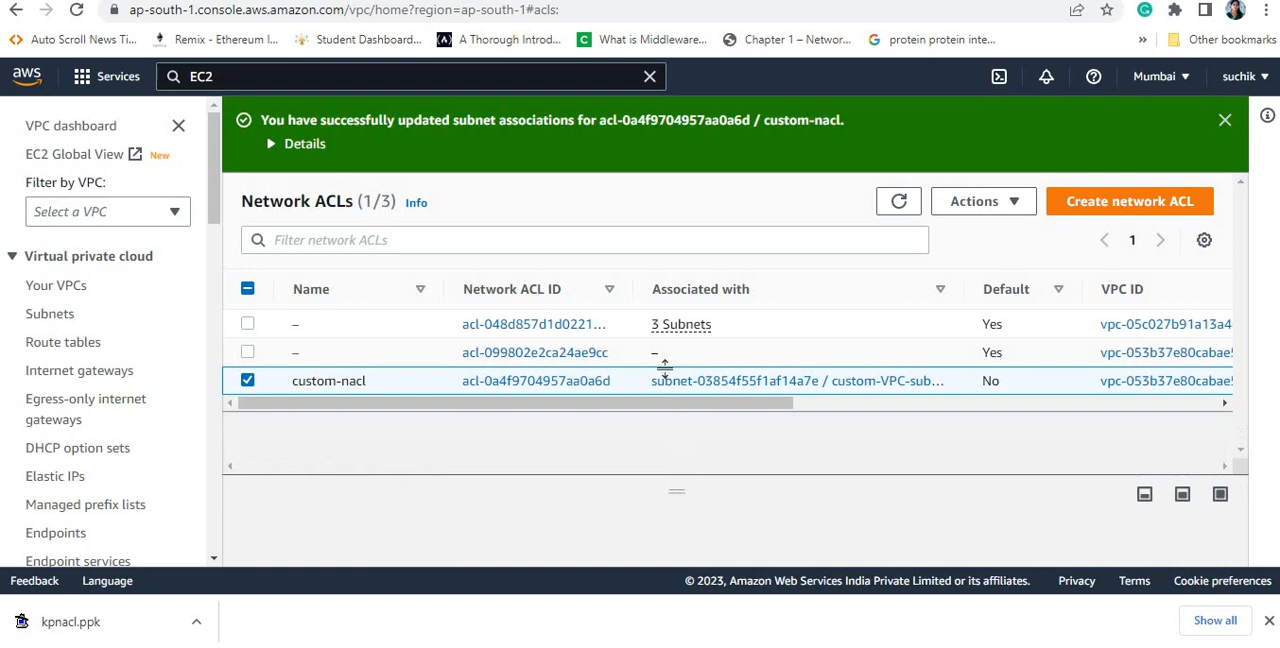 ap-south-1.console.aws.amazon.com/vpc/home?region=ap-south-1#acls:
Auto Scroll News Ti... Remix - Ethereum I... Student Dashboard... A Thorough Introd... What is Middleware... Chapter 1 – Networ... protein protein inte... » Other bookmarks
aws Services EC2 Mumbai ▼ suchik ▼
VPC dashboard
EC2 Global View New
Filter by VPC:
Select a VPC
Virtual private cloud
Your VPCs
Subnets
Route tables
Internet gateways
Egress-only internet
gateways
DHCP option sets
Elastic IPs
Managed prefix lists
Endpoints
Endpoint services
You have successfully updated subnet associations for acl-0a4f9704957aa0a6d / custom-nacl.
Details
Network ACLs (1/3) Info
Actions ▼ Create network ACL
Filter network ACLs
1
Name Network ACL ID Associated with Default VPC ID
– acl-048d857d1d0221... 3 Subnets Yes vpc-05c027b91a13a4
– acl-099802e2ca24ae9cc – Yes vpc-053b37e80cabae
custom-nacl acl-0a4f9704957aa0a6d subnet-03854f55f1af14a7e / custom-VPC-sub... No vpc-053b37e80cabae
Feedback Language © 2023, Amazon Web Services India Private Limited or its affiliates. Privacy Terms Cookie preferences
kpnacl.ppk Show all